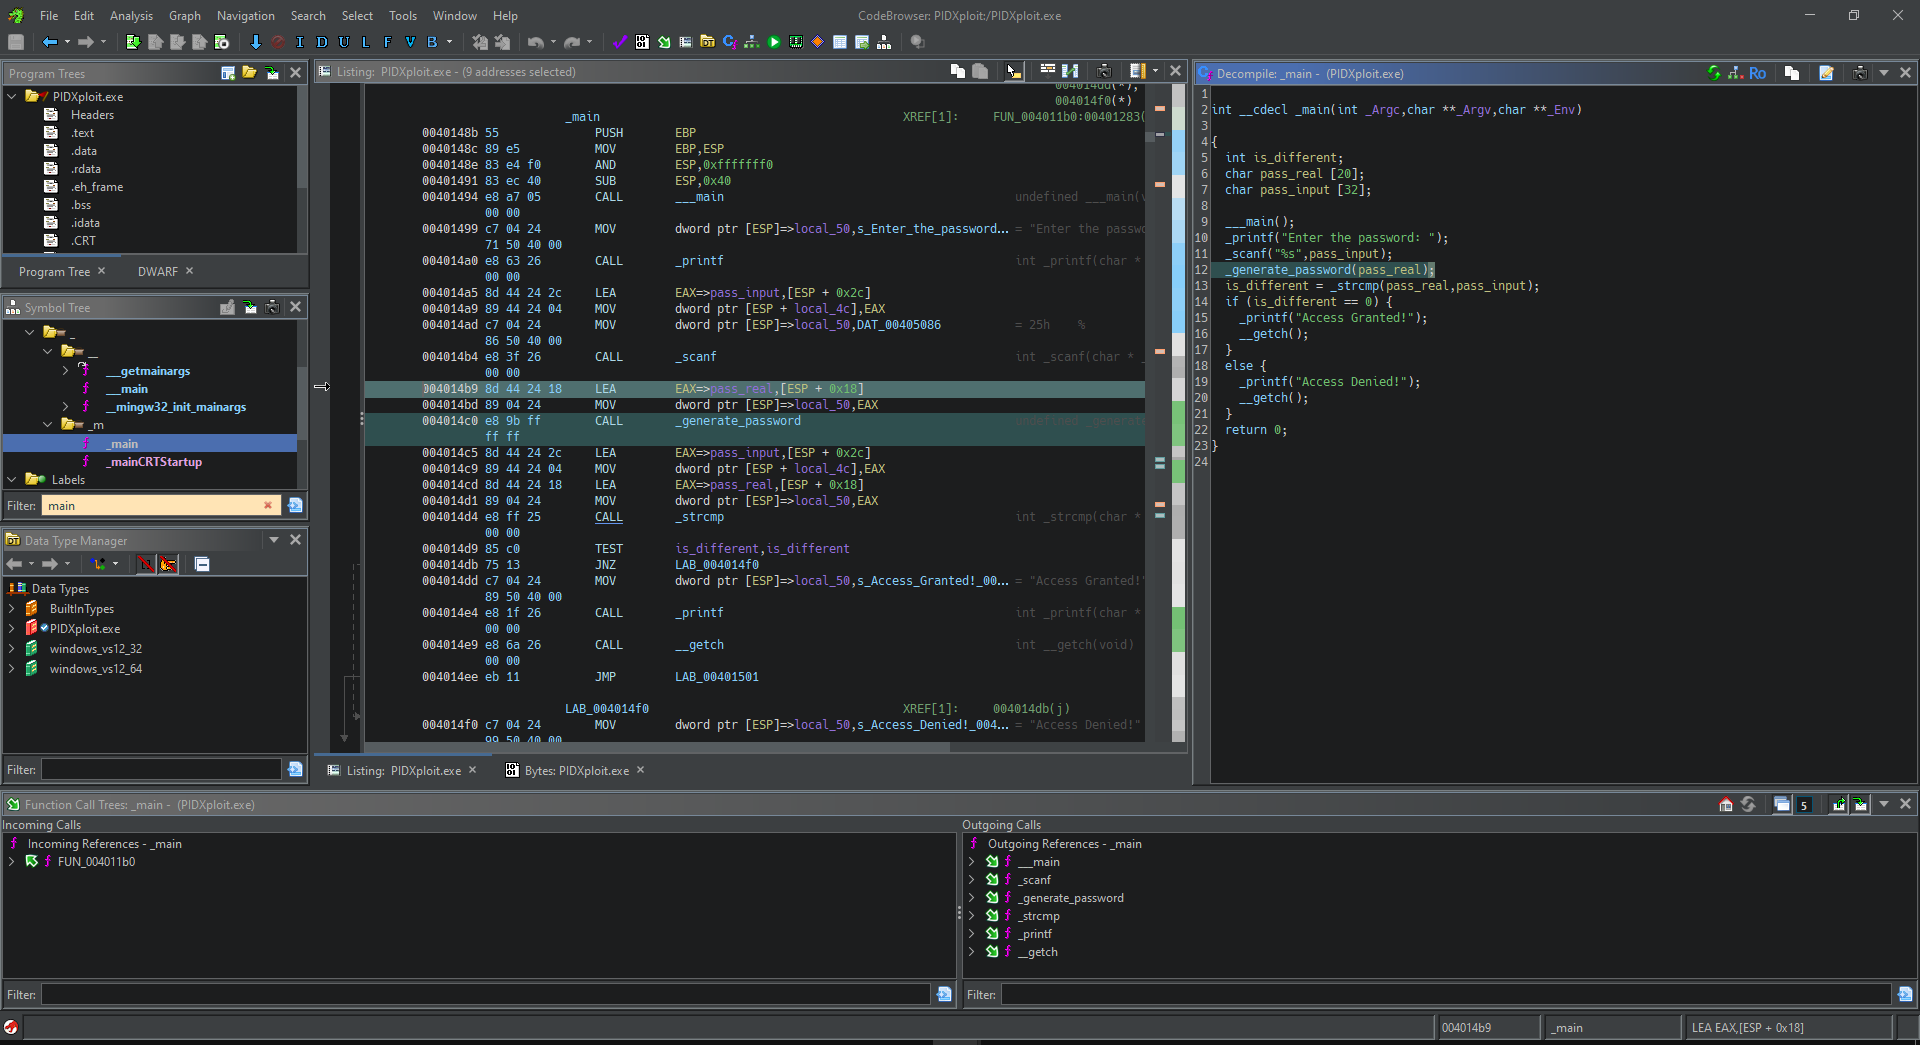 File Edit Analysis Graph Navigation Search Select Tools Window Help
CodeBrowser: PIDXploit:/PIDXploit.exe
I D U L F V B
Program Trees
PIDXploit.exe
Headers
.text
.data
.rdata
.eh_frame
.bss
.idata
.CRT
Program Tree × DWARF ×
Symbol Tree
_
__
___getmainargs
___main
__mingw32_init_mainargs
_m
_main
_mainCRTStartup
Labels
Filter: main
Data Type Manager
Data Types
BuiltInTypes
PIDXploit.exe
windows_vs12_32
windows_vs12_64
Filter:
Listing: PIDXploit.exe - (9 addresses selected)
004014dd(*),
004014f0(*)
_main XREF[1]: FUN_004011b0:00401283(
0040148b 55 PUSH EBP
0040148c 89 e5 MOV EBP,ESP
0040148e 83 e4 f0 AND ESP,0xfffffff0
00401491 83 ec 40 SUB ESP,0x40
00401494 e8 a7 05 CALL ___main undefined ___main(v
00 00
00401499 c7 04 24 MOV dword ptr [ESP]=>local_50,s_Enter_the_password... = "Enter the passwo
71 50 40 00
004014a0 e8 63 26 CALL _printf int _printf(char *
00 00
004014a5 8d 44 24 2c LEA EAX=>pass_input,[ESP + 0x2c]
004014a9 89 44 24 04 MOV dword ptr [ESP + local_4c],EAX
004014ad c7 04 24 MOV dword ptr [ESP]=>local_50,DAT_00405086 = 25h %
86 50 40 00
004014b4 e8 3f 26 CALL _scanf int _scanf(char * _
00 00
004014b9 8d 44 24 18 LEA EAX=>pass_real,[ESP + 0x18]
004014bd 89 04 24 MOV dword ptr [ESP]=>local_50,EAX
004014c0 e8 9b ff CALL _generate_password undefined _generat
ff ff
004014c5 8d 44 24 2c LEA EAX=>pass_input,[ESP + 0x2c]
004014c9 89 44 24 04 MOV dword ptr [ESP + local_4c],EAX
004014cd 8d 44 24 18 LEA EAX=>pass_real,[ESP + 0x18]
004014d1 89 04 24 MOV dword ptr [ESP]=>local_50,EAX
004014d4 e8 ff 25 CALL _strcmp int _strcmp(char *
00 00
004014d9 85 c0 TEST is_different,is_different
004014db 75 13 JNZ LAB_004014f0
004014dd c7 04 24 MOV dword ptr [ESP]=>local_50,s_Access_Granted!_00... = "Access Granted!"
89 50 40 00
004014e4 e8 1f 26 CALL _printf int _printf(char *
00 00
004014e9 e8 6a 26 CALL __getch int __getch(void)
00 00
004014ee eb 11 JMP LAB_00401501
LAB_004014f0 XREF[1]: 004014db(j)
004014f0 c7 04 24 MOV dword ptr [ESP]=>local_50,s_Access_Denied!_004... = "Access Denied!"
99 50 40 00
Listing: PIDXploit.exe × Bytes: PIDXploit.exe ×
Decompile: _main - (PIDXploit.exe)
Ro
1
2 int __cdecl _main(int _Argc,char **_Argv,char **_Env)
3
4 {
5 int is_different;
6 char pass_real [20];
7 char pass_input [32];
8
9 ___main();
10 _printf("Enter the password: ");
11 _scanf("%s",pass_input);
12 _generate_password(pass_real);
13 is_different = _strcmp(pass_real,pass_input);
14 if (is_different == 0) {
15 _printf("Access Granted!");
16 __getch();
17 }
18 else {
19 _printf("Access Denied!");
20 __getch();
21 }
22 return 0;
23 }
24
Function Call Trees: _main - (PIDXploit.exe)
5
Incoming Calls
Incoming References - _main
FUN_004011b0
Filter:
Outgoing Calls
Outgoing References - _main
___main
_scanf
_generate_password
_strcmp
_printf
__getch
Filter:
004014b9 _main LEA EAX,[ESP + 0x18]